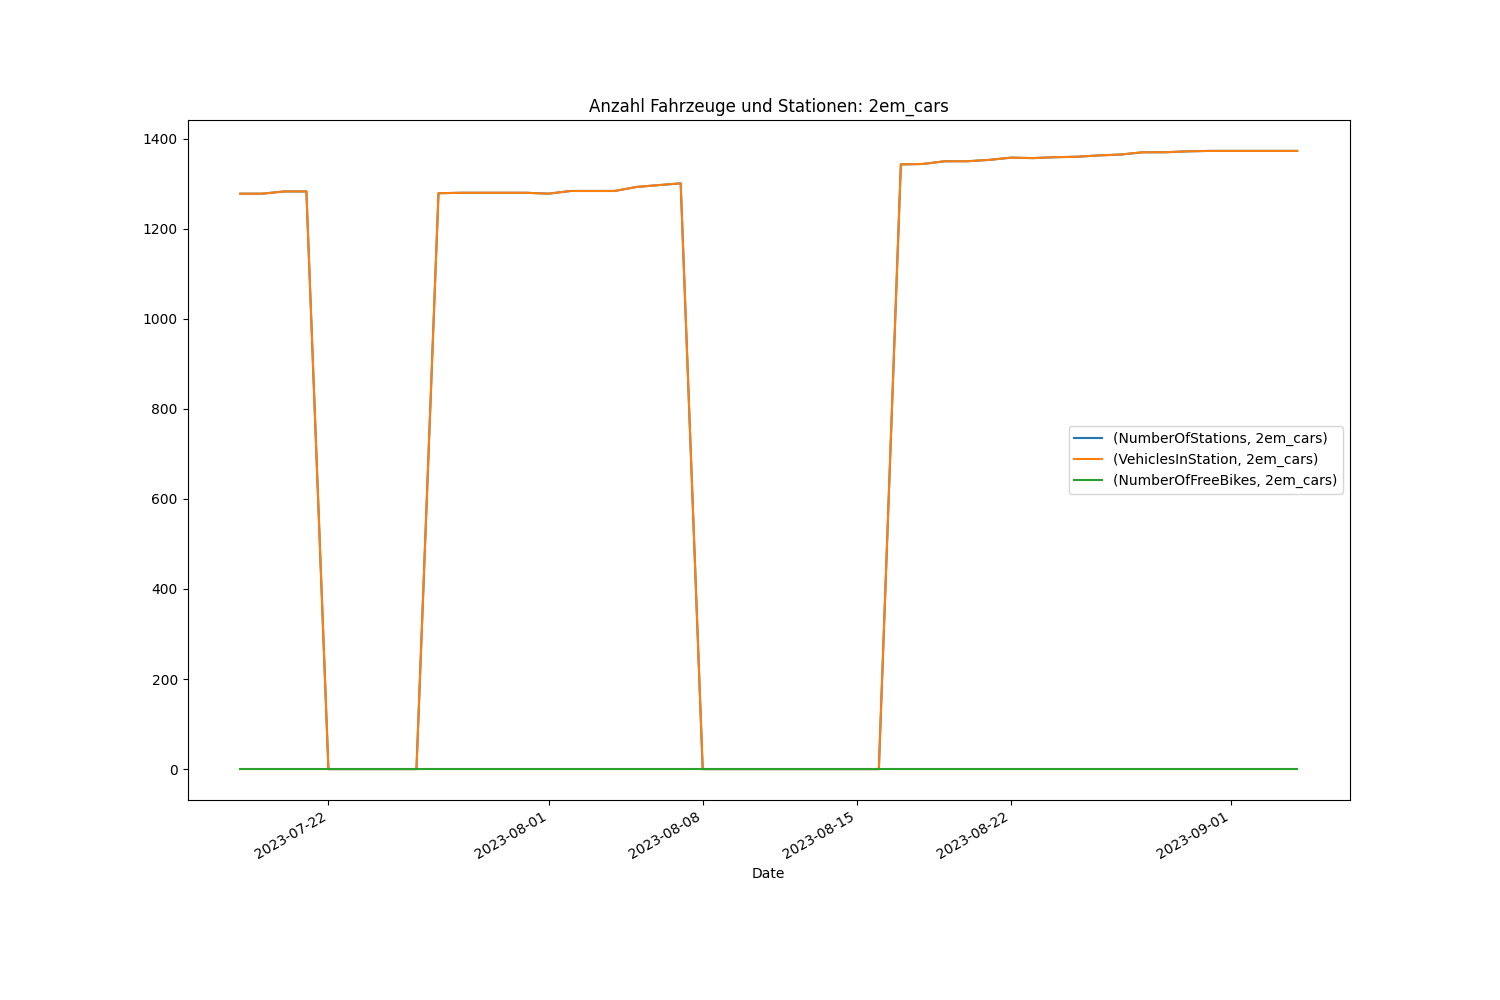 Anzahl Fahrzeuge und Stationen: 2em_cars
1400
1200
1000
800
600
400
200
0
(NumberOfStations, 2em_cars)
(VehiclesInStation, 2em_cars)
(NumberOfFreeBikes, 2em_cars)
2023-07-22
2023-08-01
2023-08-08
2023-08-15
2023-08-22
2023-09-01
Date